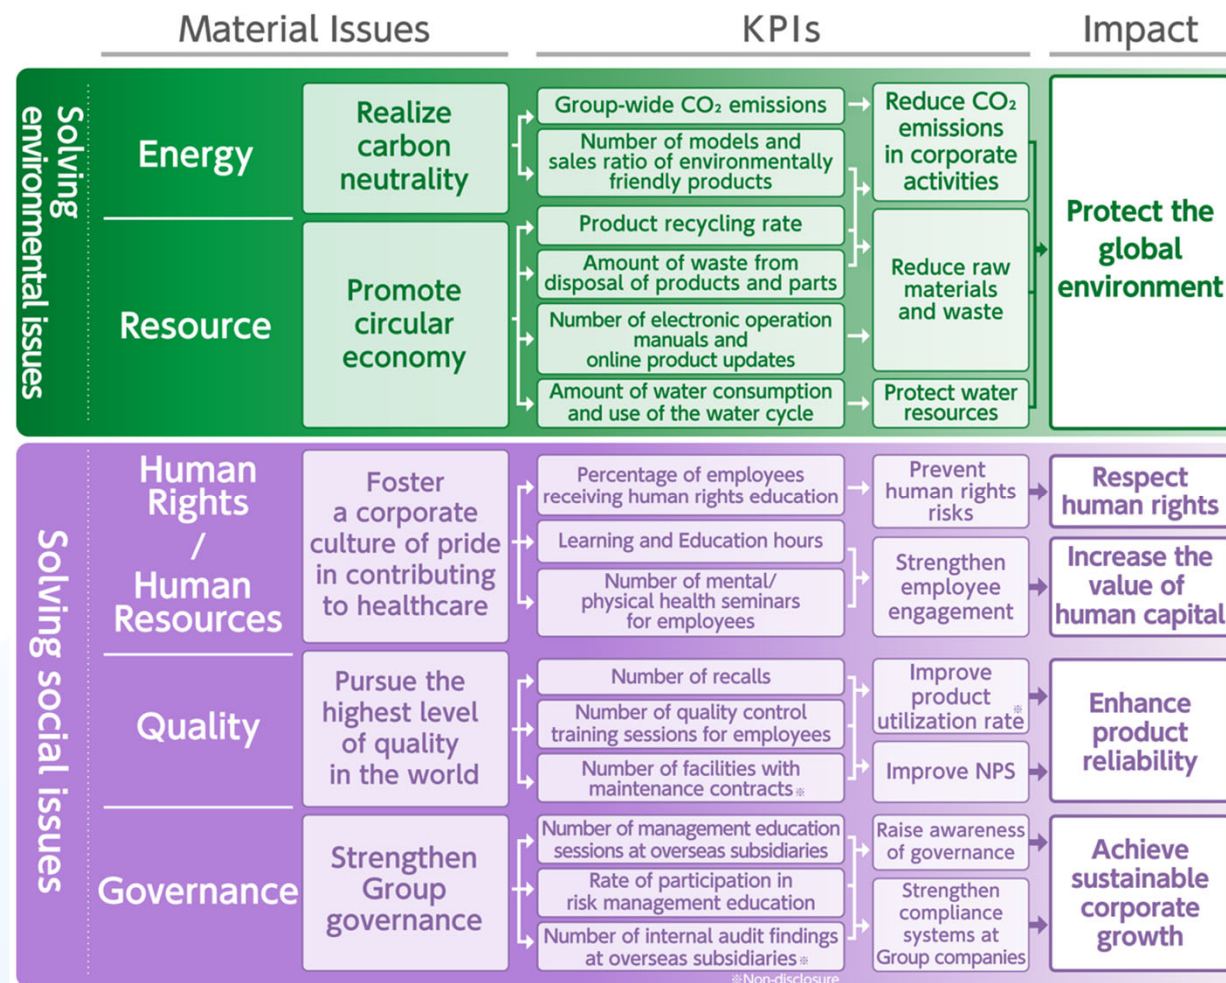 Material Issues
KPIs
Impact
Solving
environmental issues
Energy
Realize
carbon
neutrality
Group-wide CO₂ emissions
Number of models and
sales ratio of environmentally
friendly products
Reduce CO₂
emissions
in corporate
activities
Resource
Promote
circular
economy
Product recycling rate
Amount of waste from
disposal of products and parts
Number of electronic operation
manuals and
online product updates
Amount of water consumption
and use of the water cycle
Reduce raw
materials
and waste
Protect water
resources
Protect the
global
environment
Solving social issues
Human
Rights
/
Human
Resources
Foster
a corporate
culture of pride
in contributing
to healthcare
Percentage of employees
receiving human rights education
Learning and Education hours
Number of mental/
physical health seminars
for employees
Prevent
human rights
risks
Strengthen
employee
engagement
Respect
human rights
Increase the
value of
human capital
Quality
Pursue the
highest level
of quality
in the world
Number of recalls
Number of quality control
training sessions for employees
Number of facilities with
maintenance contracts※
Improve
product
utilization rate※
Improve NPS
Enhance
product
reliability
Governance
Strengthen
Group
governance
Number of management education
sessions at overseas subsidiaries
Rate of participation in
risk management education
Number of internal audit findings
at overseas subsidiaries※
Raise awareness
of governance
Strengthen
compliance
systems at
Group companies
Achieve
sustainable
corporate
growth
※Non-disclosure